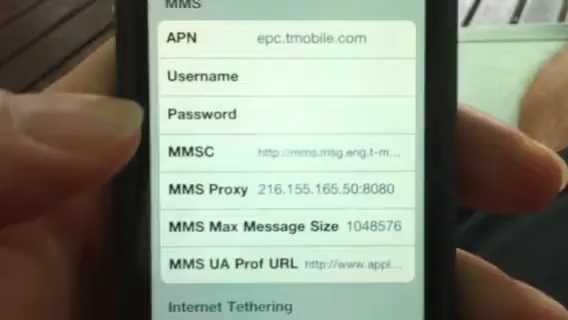 MMS
APN epc.tmobile.com
Username
Password
MMSC http://mms.msg.eng.t-m...
MMS Proxy 216.155.165.50:8080
MMS Max Message Size 1048576
MMS UA Prof URL http://www.appl...
Internet Tethering